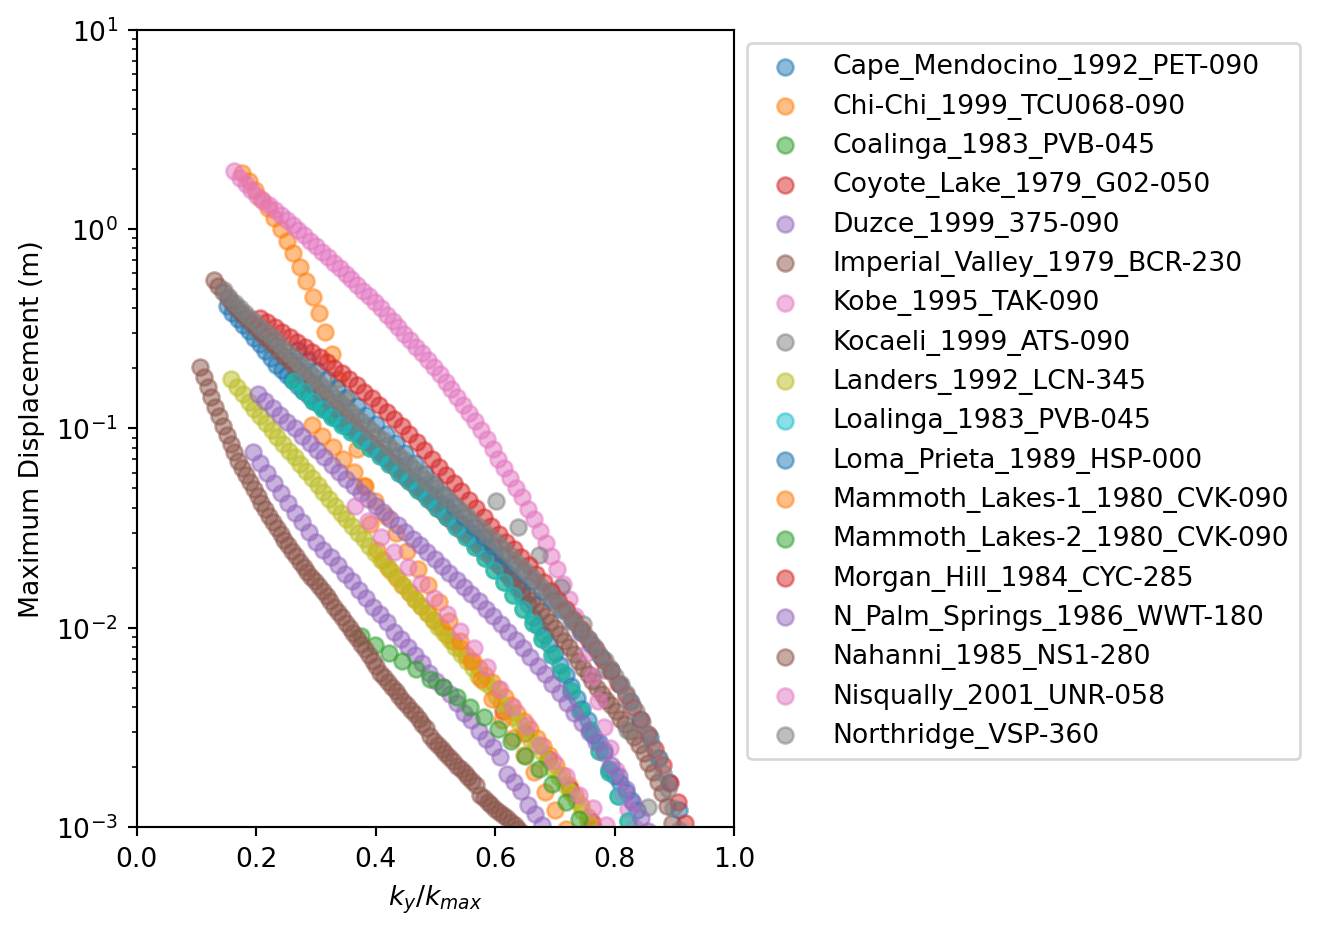 10^1
10^0
10^-1
10^-2
10^-3
Maximum Displacement (m)
0.0 0.2 0.4 0.6 0.8 1.0
k_y/k_max
Cape_Mendocino_1992_PET-090
Chi-Chi_1999_TCU068-090
Coalinga_1983_PVB-045
Coyote_Lake_1979_G02-050
Duzce_1999_375-090
Imperial_Valley_1979_BCR-230
Kobe_1995_TAK-090
Kocaeli_1999_ATS-090
Landers_1992_LCN-345
Loalinga_1983_PVB-045
Loma_Prieta_1989_HSP-000
Mammoth_Lakes-1_1980_CVK-090
Mammoth_Lakes-2_1980_CVK-090
Morgan_Hill_1984_CYC-285
N_Palm_Springs_1986_WWT-180
Nahanni_1985_NS1-280
Nisqually_2001_UNR-058
Northridge_VSP-360